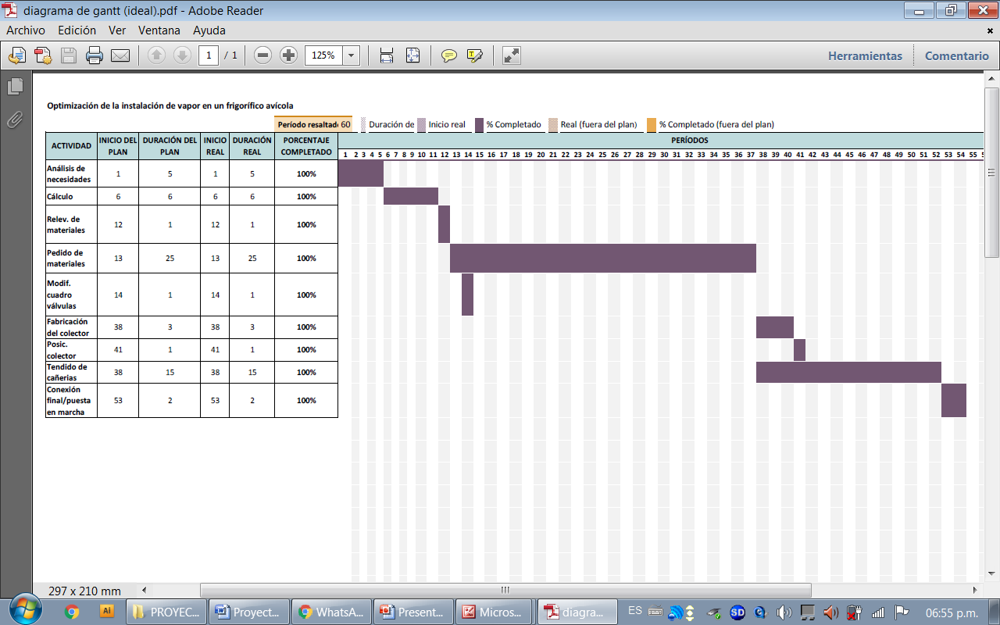 diagrama de gantt (ideal).pdf - Adobe Reader
Archivo Edición Ver Ventana Ayuda
1 / 1 125% Herramientas Comentario
Optimización de la instalación de vapor en un frigorífico avícola
Período resaltado 60 Duración de Inicio real % Completado Real (fuera del plan) % Completado (fuera del plan)
ACTIVIDAD INICIO DEL PLAN DURACIÓN DEL PLAN INICIO REAL DURACIÓN REAL PORCENTAJE COMPLETADO PERÍODOS
1 2 3 4 5 6 7 8 9 10 11 12 13 14 15 16 17 18 19 20 21 22 23 24 25 26 27 28 29 30 31 32 33 34 35 36 37 38 39 40 41 42 43 44 45 46 47 48 49 50 51 52 53 54 55
Análisis de necesidades 1 5 1 5 100%
Cálculo 6 6 6 6 100%
Relev. de materiales 12 1 12 1 100%
Pedido de materiales 13 25 13 25 100%
Modif. cuadro válvulas 14 1 14 1 100%
Fabricación del colector 38 3 38 3 100%
Posic. colector 41 1 41 1 100%
Tendido de cañerias 38 15 38 15 100%
Conexión final/puesta en marcha 53 2 53 2 100%
297 x 210 mm
Ai PROYEC... Proyect... WhatsA... Present... Micros... diagra... ES SD 06:55 p.m.